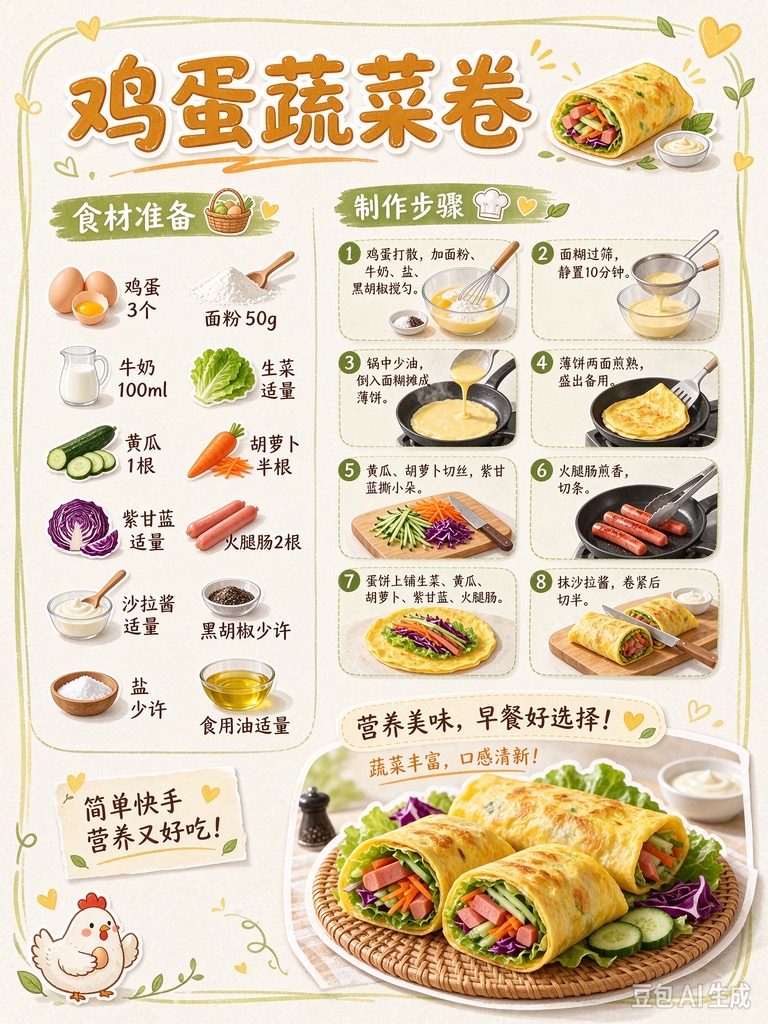 鸡蛋蔬菜卷
食材准备
鸡蛋
3个
面粉 50g
牛奶
100ml
生菜
适量
黄瓜
1根
胡萝卜
半根
紫甘蓝
适量
火腿肠2根
沙拉酱
适量
黑胡椒少许
盐
少许
食用油适量
制作步骤
1 鸡蛋打散，加面粉、
牛奶、盐、
黑胡椒搅匀。
2 面糊过筛，
静置10分钟。
3 锅中少油，
倒入面糊摊成
薄饼。
4 薄饼两面煎熟，
盛出备用。
5 黄瓜、胡萝卜切丝，紫甘
蓝撕小朵。
6 火腿肠煎香，
切条。
7 蛋饼上铺生菜、黄瓜、
胡萝卜、紫甘蓝、火腿肠。
8 抹沙拉酱，卷紧后
切半。
营养美味，早餐好选择！
蔬菜丰富，口感清新！
简单快手
营养又好吃！
豆包AI生成